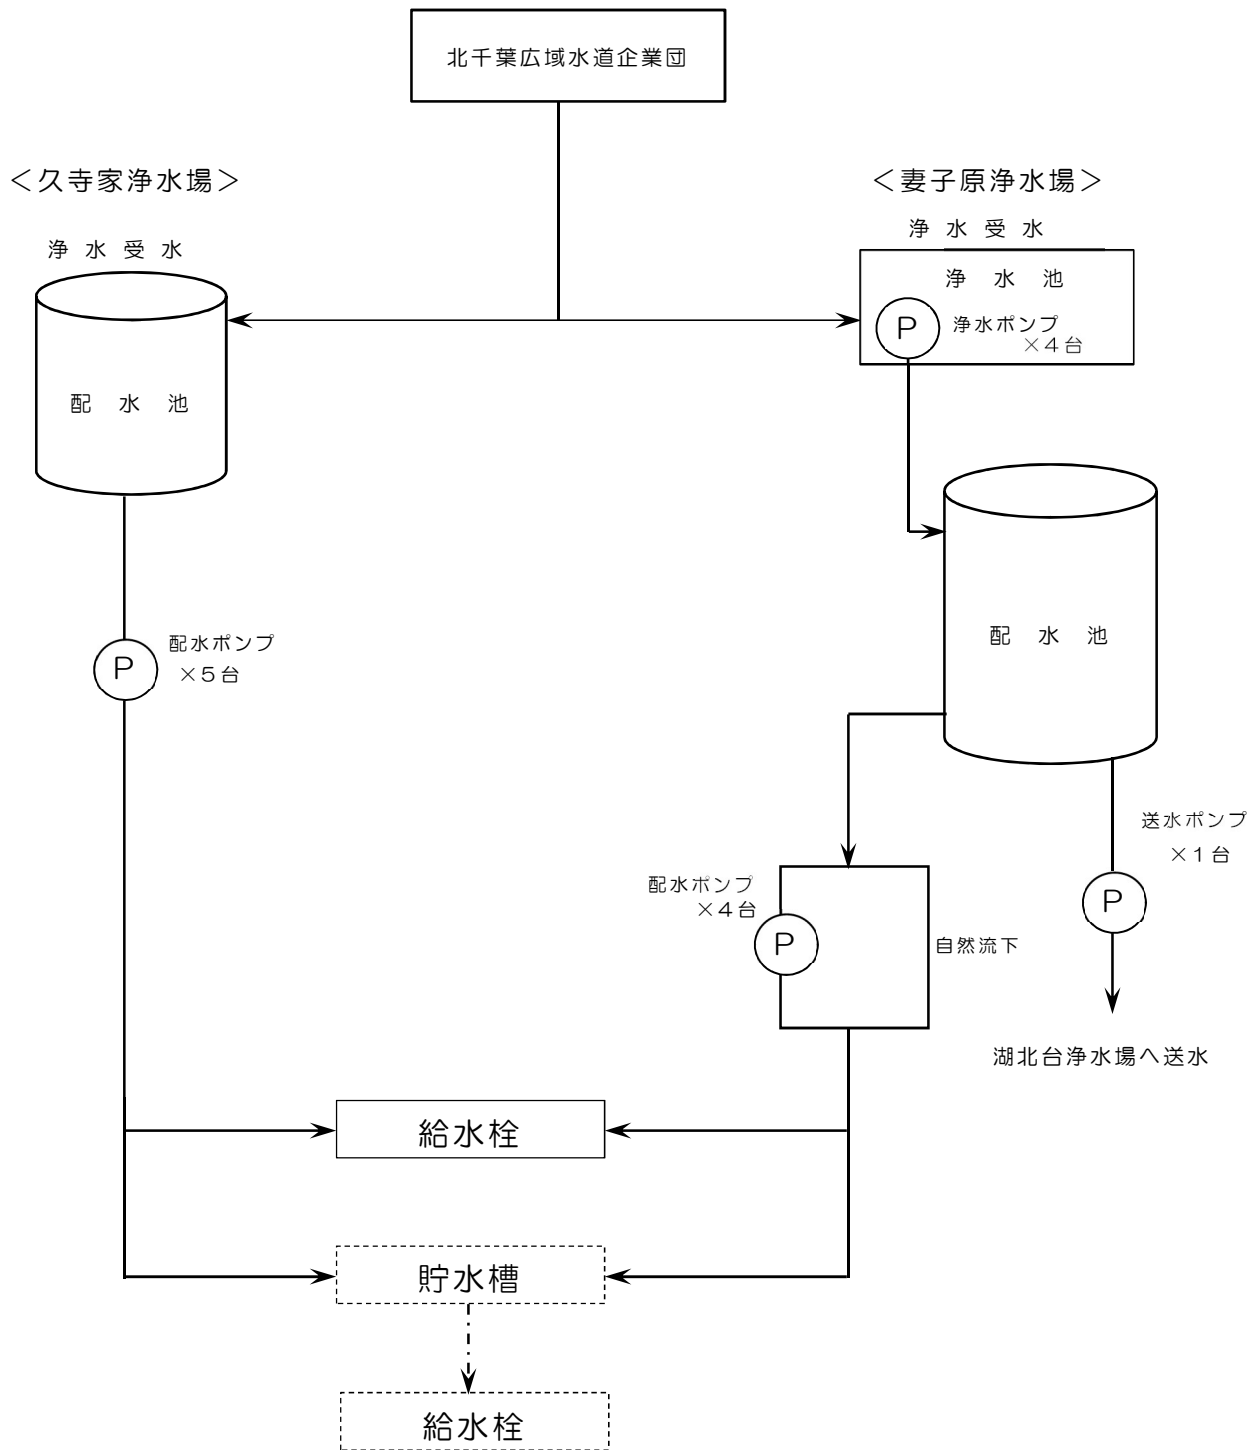 北千葉広域水道企業団
＜久寺家浄水場＞
＜妻子原浄水場＞
浄 水 受 水
浄 水 受 水
浄 水 池
P
浄水ポンプ
×４台
配 水 池
配 水 池
配水ポンプ
×５台
P
送水ポンプ
×１台
配水ポンプ
×４台
P
P
自然流下
湖北台浄水場へ送水
給水栓
貯水槽
給水栓